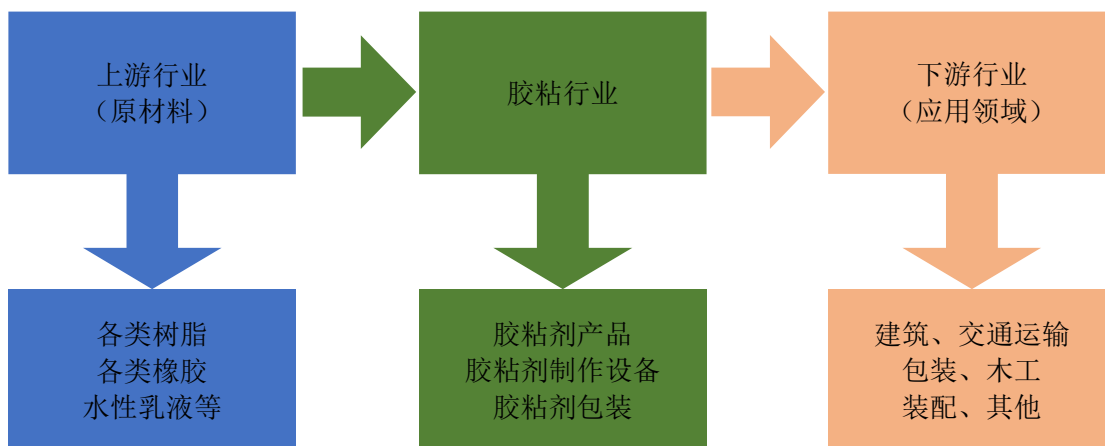 上游行业
（原材料）
胶粘行业
下游行业
（应用领域）
各类树脂
各类橡胶
水性乳液等
胶粘剂产品
胶粘剂制作设备
胶粘剂包装
建筑、交通运输
包装、木工
装配、其他